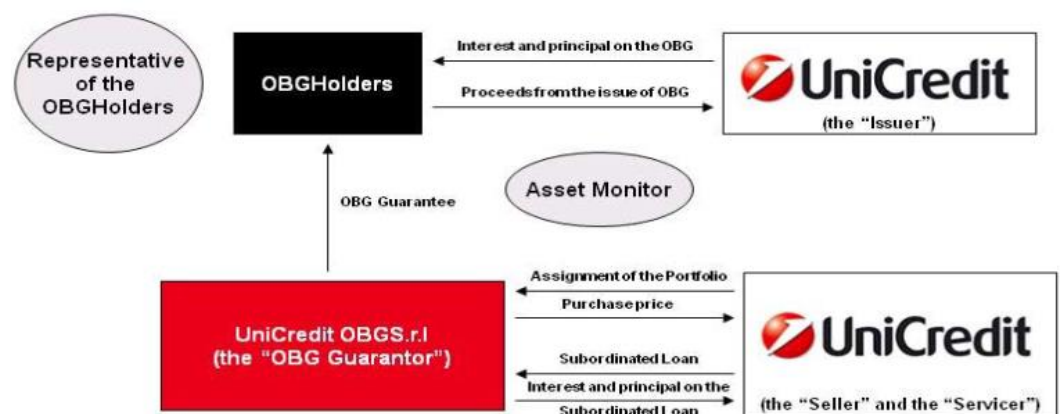 Representative
of the
OBGHolders
OBGHolders
Interest and principal on the OBG
Proceeds from the issue of OBG
UniCredit
(the “Issuer”)
OBG Guarantee
Asset Monitor
UniCredit OBGS.r.l
(the “OBG Guarantor”)
Assignment of the Portfolio
Purchase price
Subordinated Loan
Interest and principal on the
Subordinated Loan
UniCredit
(the “Seller” and the “Servicer”)